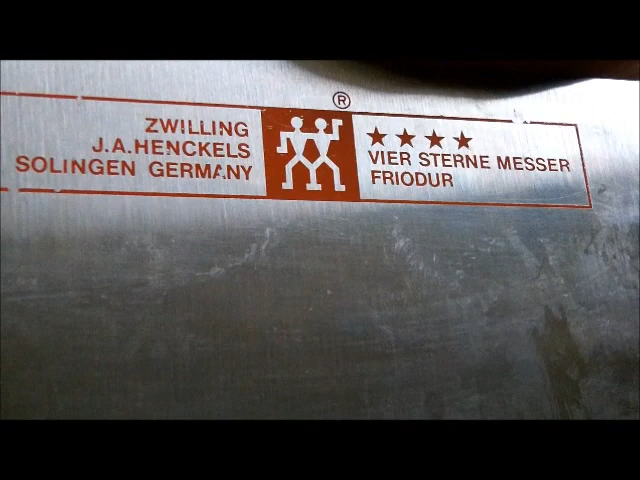 ®
ZWILLING
J.A.HENCKELS
SOLINGEN GERMANY
★★★★
VIER STERNE MESSER
FRIODUR